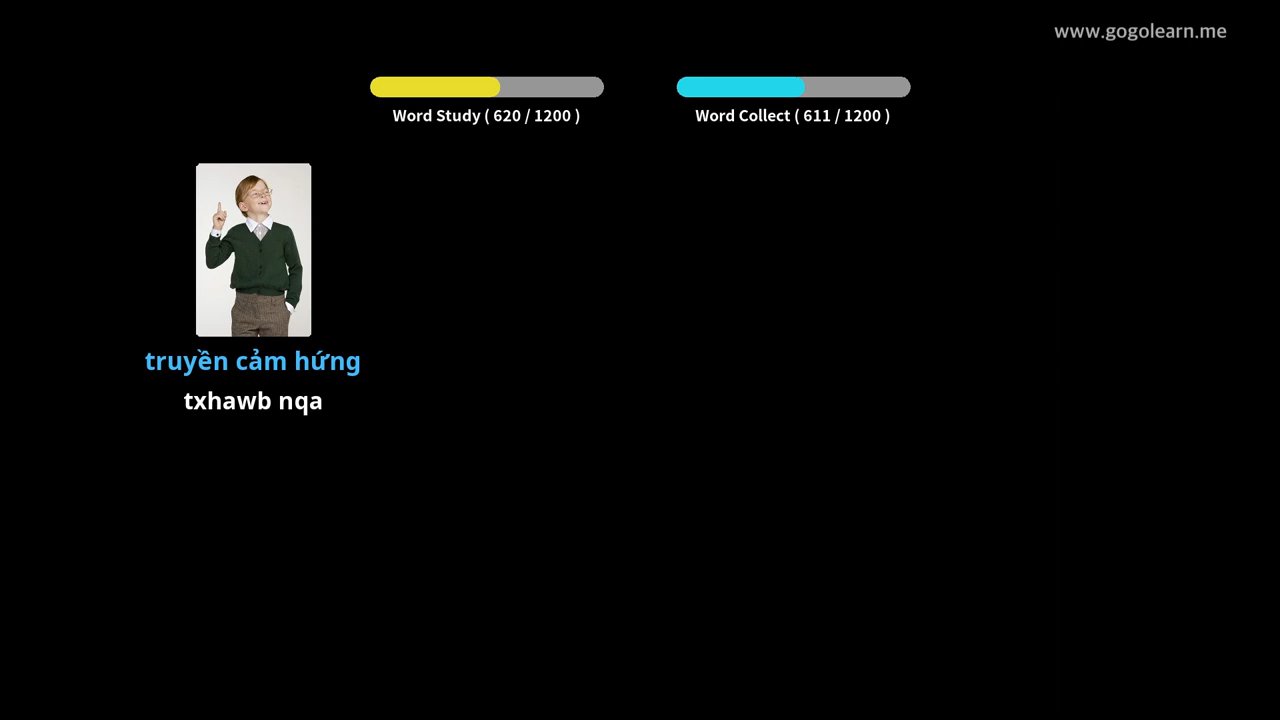 www.gogolearn.me
Word Study ( 620 / 1200 )
Word Collect ( 611 / 1200 )
truyền cảm hứng
txhawb nqa